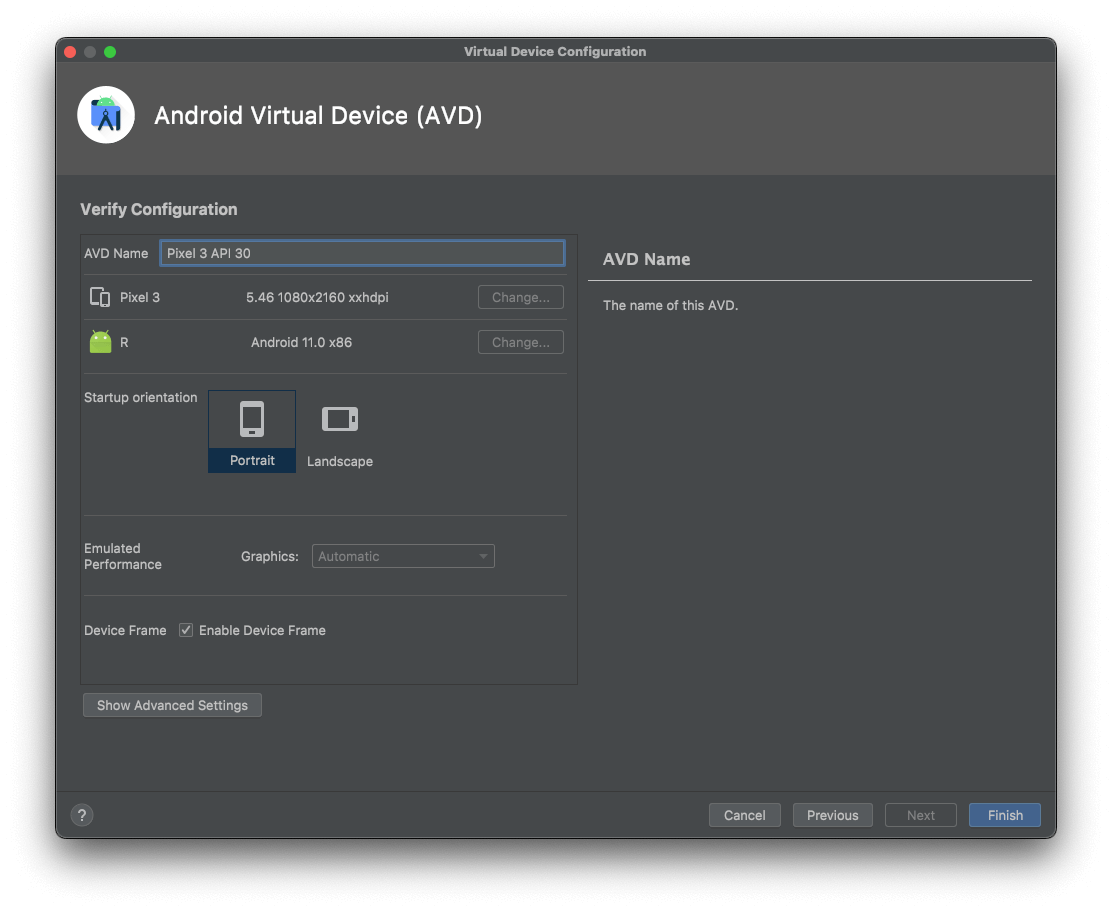 Virtual Device Configuration
Android Virtual Device (AVD)
Verify Configuration
AVD Name Pixel 3 API 30
Pixel 3 5.46 1080x2160 xxhdpi Change...
R Android 11.0 x86 Change...
Startup orientation
Portrait Landscape
Emulated
Performance
Graphics: Automatic
Device Frame Enable Device Frame
Show Advanced Settings
AVD Name
The name of this AVD.
? Cancel Previous Next Finish